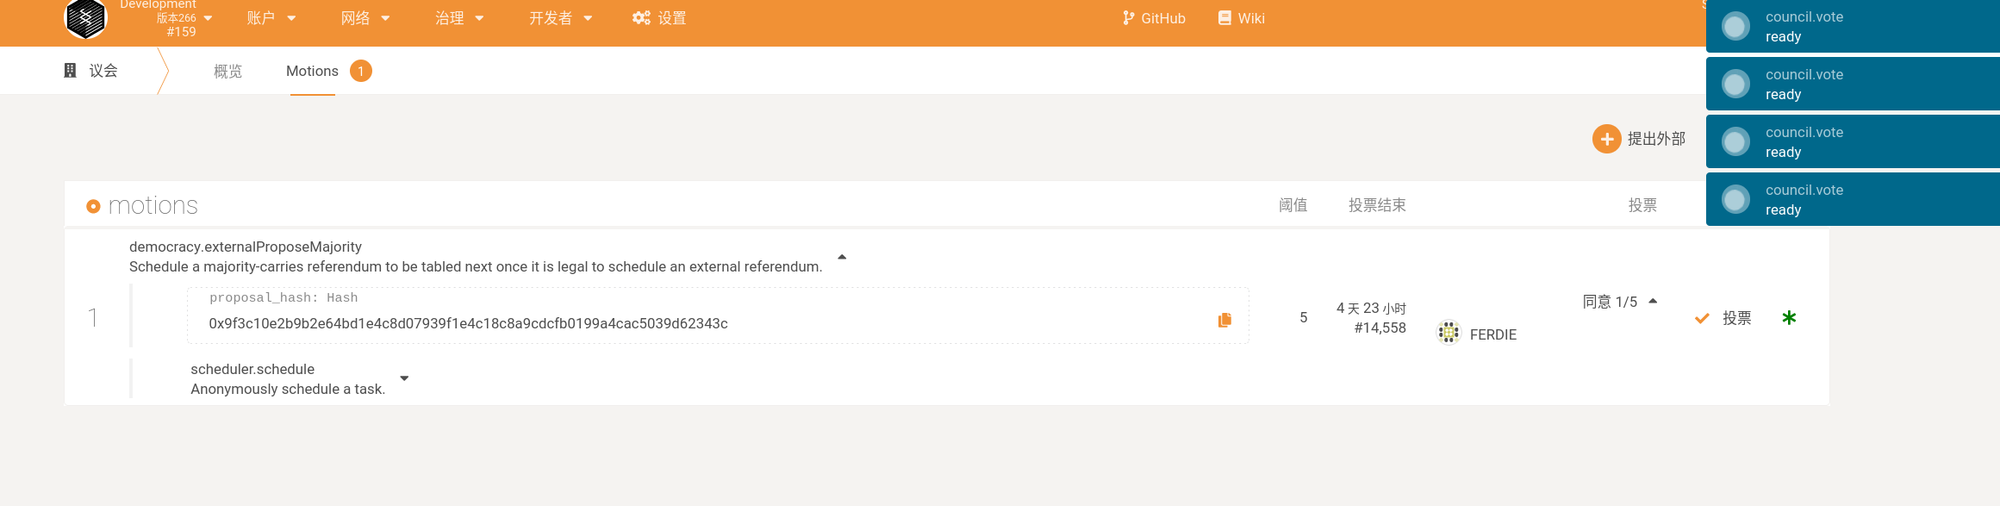 Development
版本266
#159
账户
网络
治理
开发者
设置
GitHub
Wiki
议会
概览
Motions 1
council.vote
ready
council.vote
ready
council.vote
ready
council.vote
ready
提出外部
motions
阈值
投票结束
投票
1
democracy.externalProposeMajority
Schedule a majority-carries referendum to be tabled next once it is legal to schedule an external referendum.
proposal_hash: Hash
0x9f3c10e2b9b2e64bd1e4c8d07939f1e4c18c8a9cdcfb0199a4cac5039d62343c
scheduler.schedule
Anonymously schedule a task.
5
4 天 23 小时
#14,558
FERDIE
同意 1/5
投票